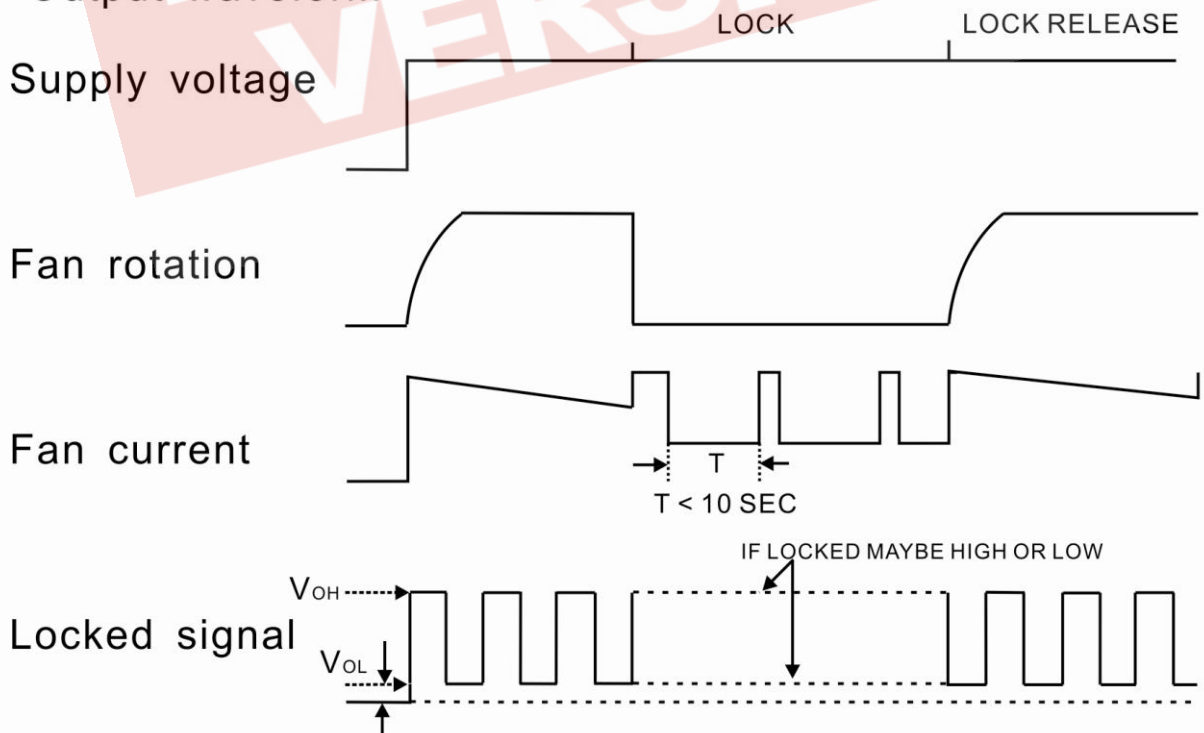 LOCK
LOCK RELEASE
Supply voltage
Fan rotation
Fan current
T
T < 10 SEC
IF LOCKED MAYBE HIGH OR LOW
VOH
Locked signal
VOL